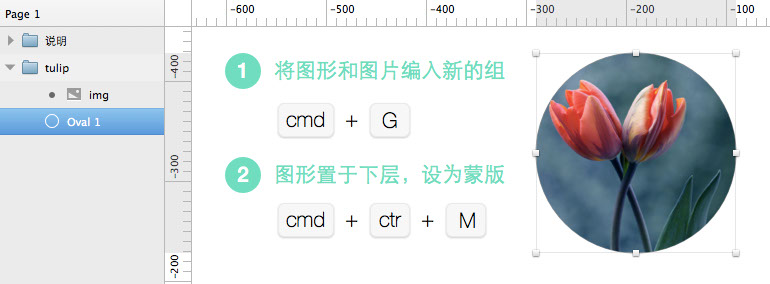 Page 1
说明
tulip
img
Oval 1
-600 -500 -400 -300 -200 -100
-400
-300
-200
1 将图形和图片编入新的组
cmd + G
2 图形置于下层，设为蒙版
cmd + ctr + M